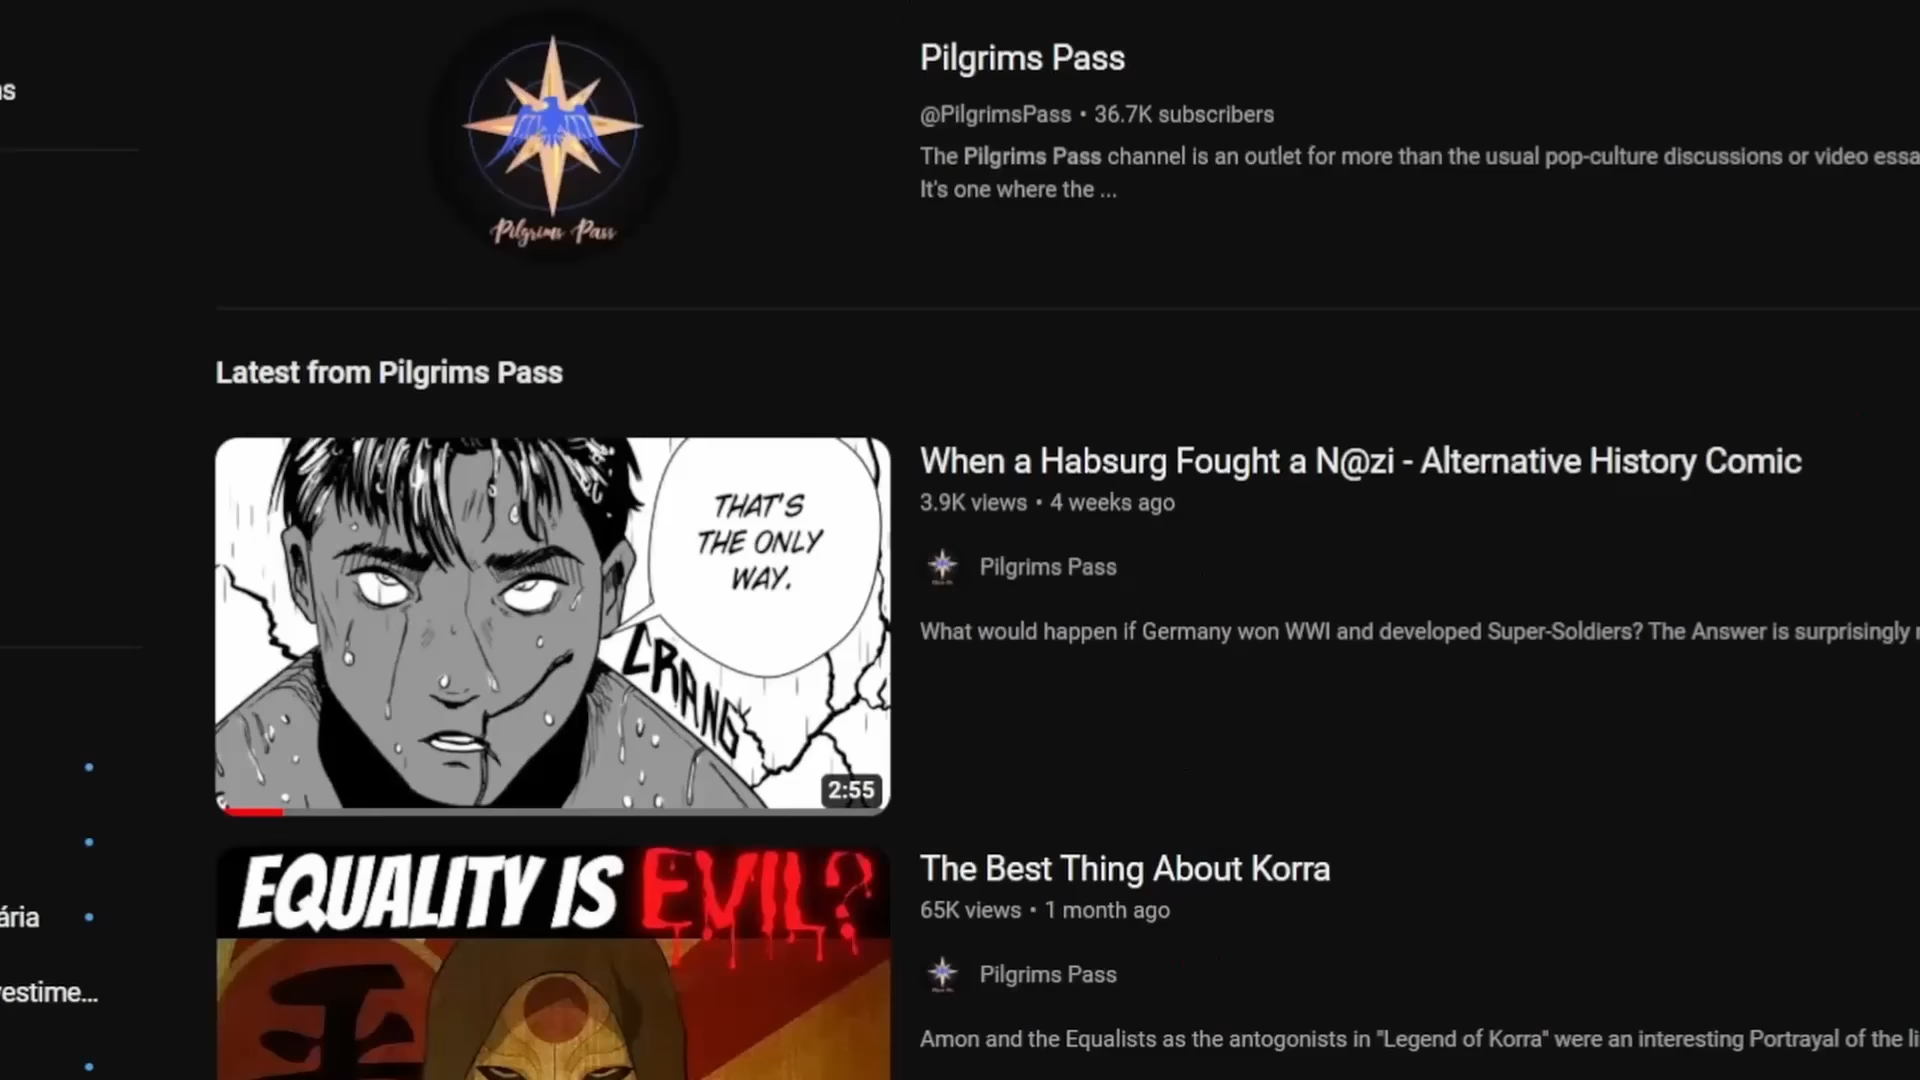 Pilgrims Pass
@PilgrimsPass • 36.7K subscribers
The Pilgrims Pass channel is an outlet for more than the usual pop-culture discussions or video essa
It's one where the ...
Pilgrims Pass
Latest from Pilgrims Pass
THAT'S
THE ONLY
WAY.
CRANG
2:55
When a Habsurg Fought a N@zi - Alternative History Comic
3.9K views • 4 weeks ago
Pilgrims Pass
What would happen if Germany won WWI and developed Super-Soldiers? The Answer is surprisingly
EQUALITY IS EVIL?
The Best Thing About Korra
65K views • 1 month ago
Pilgrims Pass
Amon and the Equalists as the antogonists in "Legend of Korra" were an interesting Portrayal of the li
ária
estime...